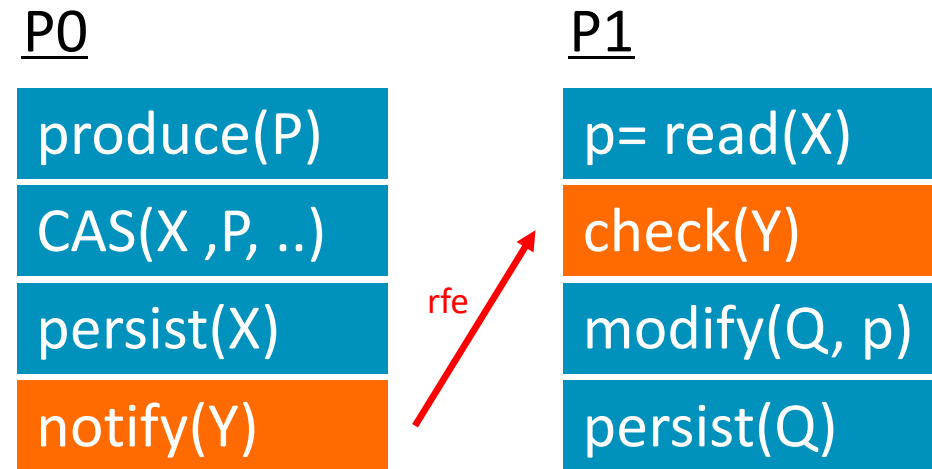 P0
produce(P)
CAS(X ,P, ..)
persist(X)
notify(Y)
rfe
P1
p= read(X)
check(Y)
modify(Q, p)
persist(Q)